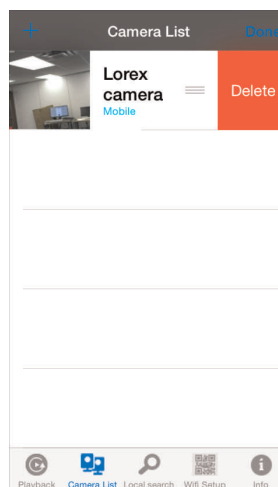 + Camera List Done
Lorex
camera
Mobile
Delete
Playback Camera List Local search Wifi Setup Info